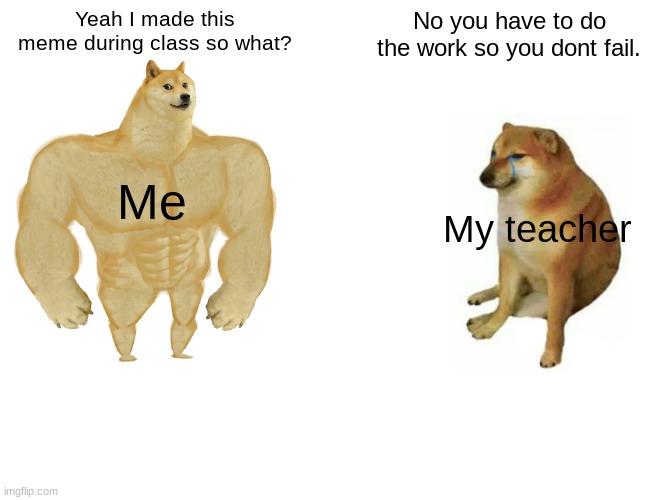 Yeah I made this
meme during class so what?
No you have to do
the work so you dont fail.
Me
My teacher
imgflip.com